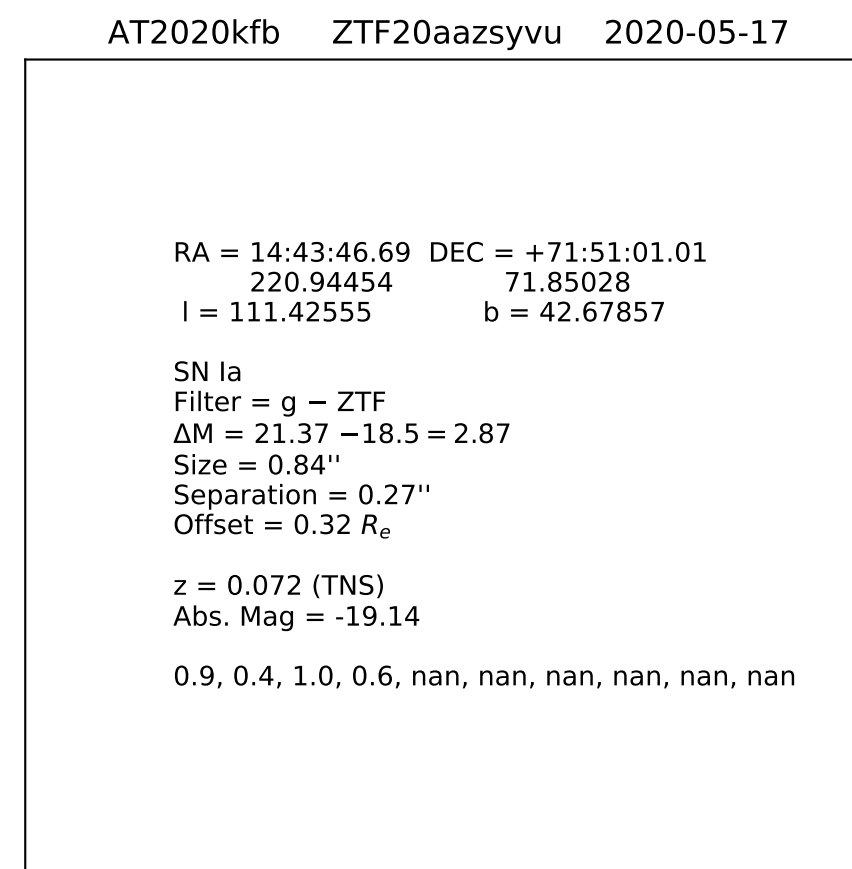 AT2020kfb ZTF20aazsyvu 2020-05-17
RA = 14:43:46.69 DEC = +71:51:01.01
220.94454 71.85028
l = 111.42555 b = 42.67857
SN Ia
Filter = g − ZTF
ΔM = 21.37 −18.5 = 2.87
Size = 0.84''
Separation = 0.27''
Offset = 0.32 Rₑ
z = 0.072 (TNS)
Abs. Mag = -19.14
0.9, 0.4, 1.0, 0.6, nan, nan, nan, nan, nan, nan